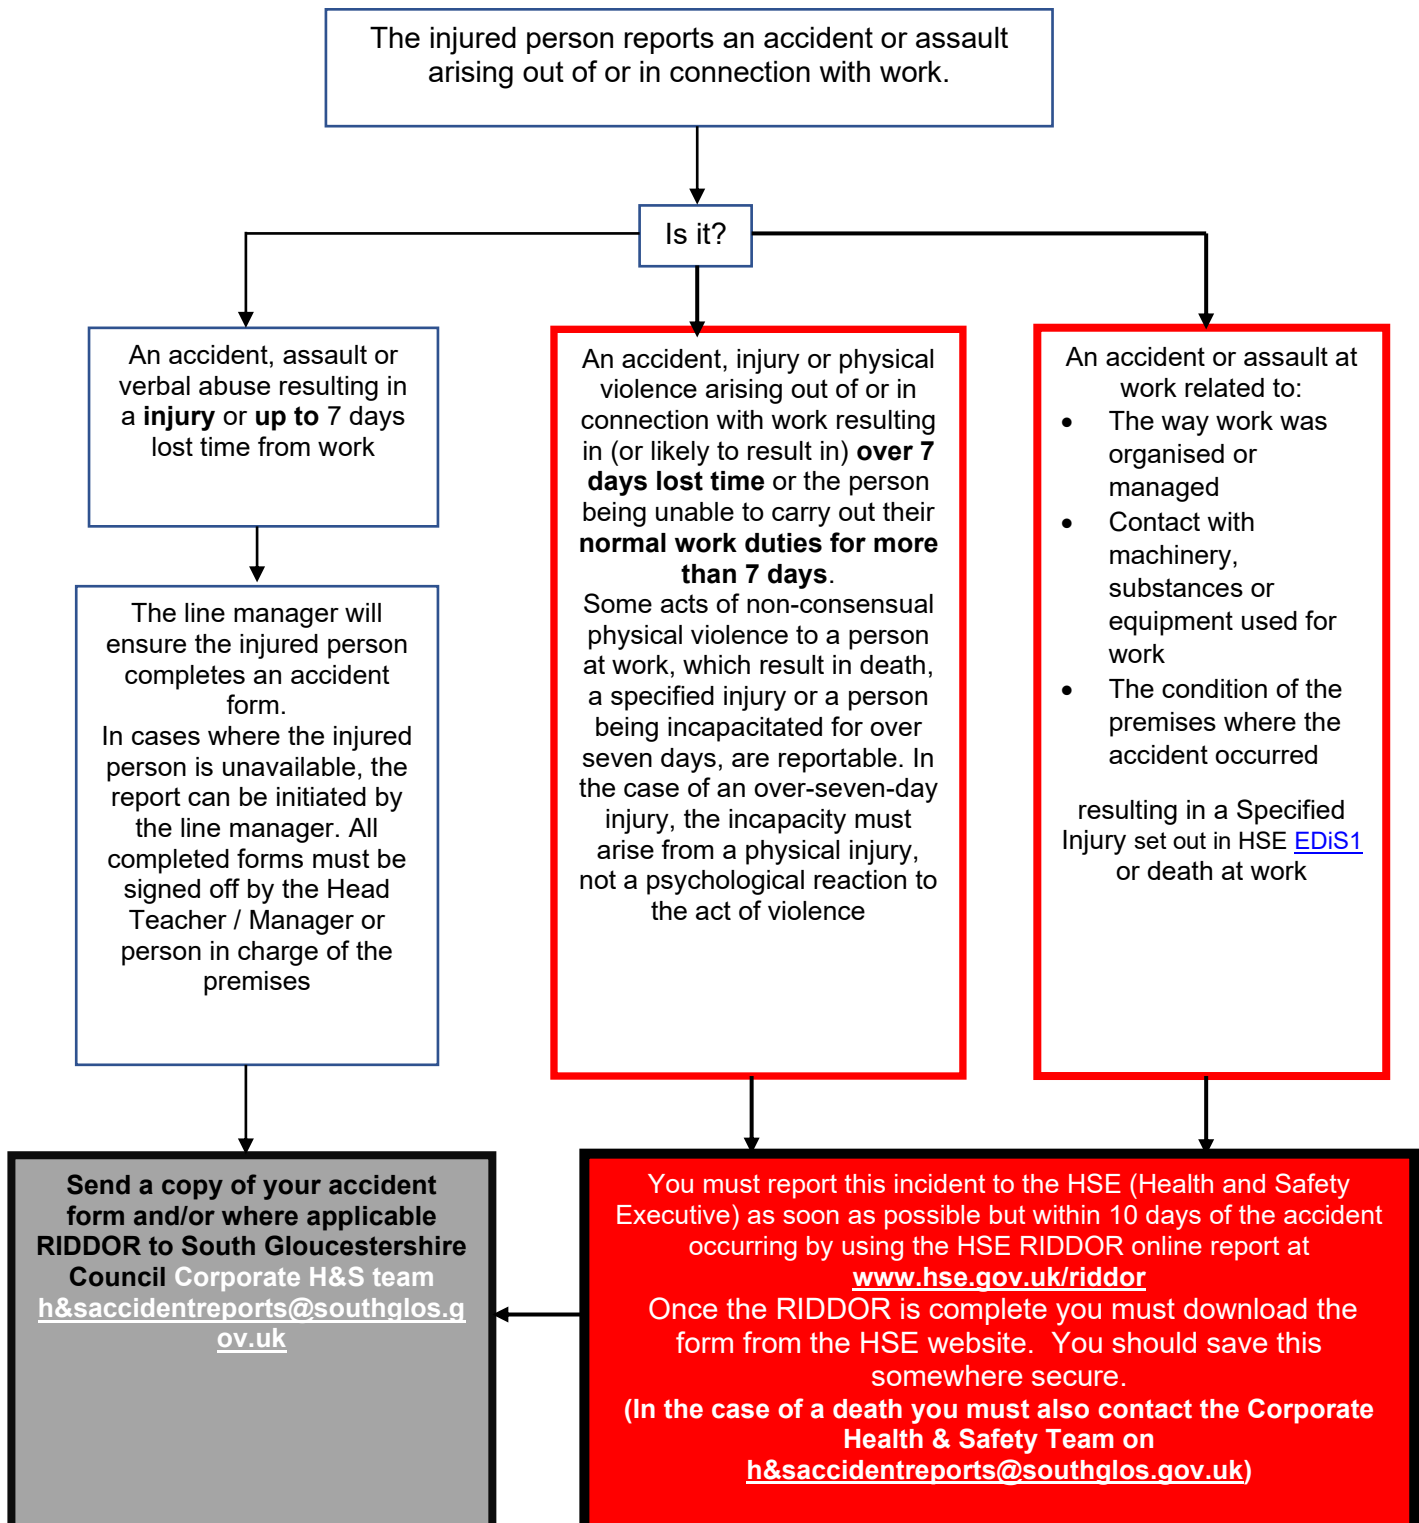 The injured person reports an accident or assault
arising out of or in connection with work.
Is it?
An accident, assault or
verbal abuse resulting in
a injury or up to 7 days
lost time from work
The line manager will
ensure the injured person
completes an accident
form.
In cases where the injured
person is unavailable, the
report can be initiated by
the line manager. All
completed forms must be
signed off by the Head
Teacher / Manager or
person in charge of the
premises
An accident, injury or physical
violence arising out of or in
connection with work resulting
in (or likely to result in) over 7
days lost time or the person
being unable to carry out their
normal work duties for more
than 7 days.
Some acts of non-consensual
physical violence to a person
at work, which result in death,
a specified injury or a person
being incapacitated for over
seven days, are reportable. In
the case of an over-seven-day
injury, the incapacity must
arise from a physical injury,
not a psychological reaction to
the act of violence
An accident or assault at
work related to:
• The way work was
organised or
managed
• Contact with
machinery,
substances or
equipment used for
work
• The condition of the
premises where the
accident occurred
resulting in a Specified
Injury set out in HSE EDiS1
or death at work
Send a copy of your accident
form and/or where applicable
RIDDOR to South Gloucestershire
Council Corporate H&S team
h&saccidentreports@southglos.g
ov.uk
You must report this incident to the HSE (Health and Safety
Executive) as soon as possible but within 10 days of the accident
occurring by using the HSE RIDDOR online report at
www.hse.gov.uk/riddor
Once the RIDDOR is complete you must download the
form from the HSE website.  You should save this
somewhere secure.
(In the case of a death you must also contact the Corporate
Health & Safety Team on
h&saccidentreports@southglos.gov.uk)